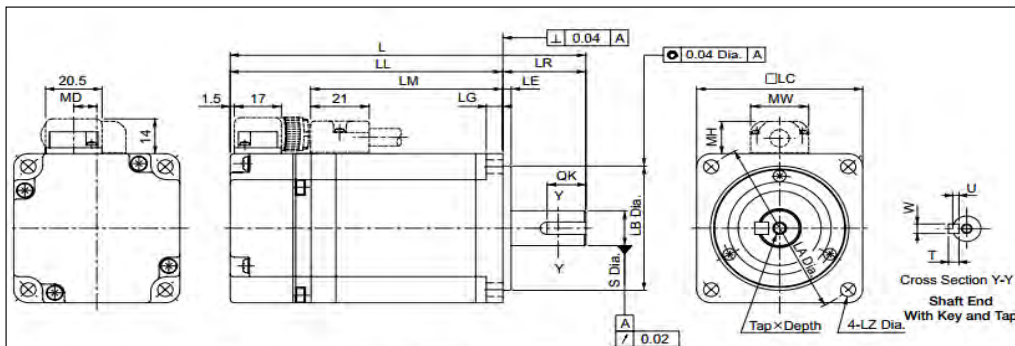 20.5
MD
14
L
LL
LR
LM
LE
1.5
17
21
LG
⊥ 0.04 A
◎ 0.04 Dia. A
QK
Y
Y
LB Dia.
S Dia.
A
↗ 0.02
□LC
MW
MH
LA Dia.
Tap×Depth
4-LZ Dia.
U
W
T
Cross Section Y-Y
Shaft End
With Key and Tap